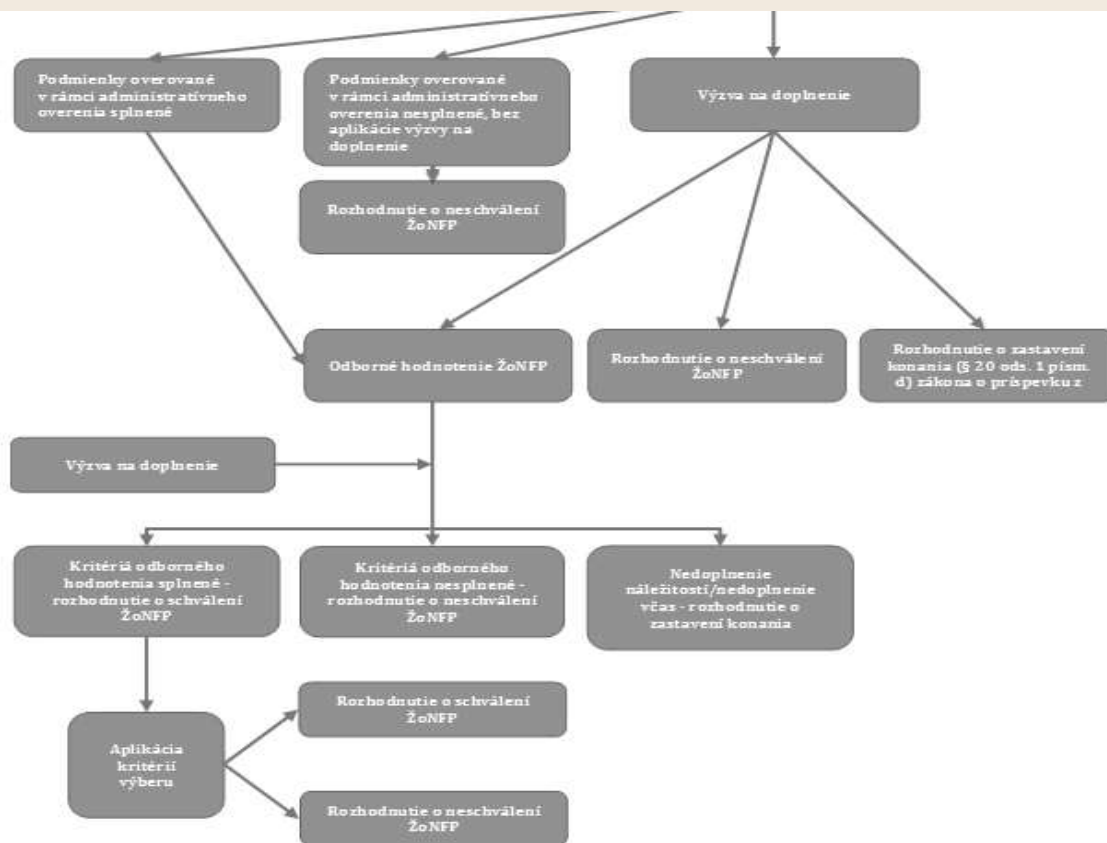 Podmienky overované
v rámci administratívneho
overenia splnené
Podmienky overované
v rámci administratívneho
overenia nesplnené, bez
aplikácie výzvy na
doplnenie
Výzva na doplnenie
Rozhodnutie o neschválení
ŽoNFP
Odborné hodnotenie ŽoNFP
Rozhodnutie o neschválení
ŽoNFP
Rozhodnutie o zastavení
konania (§ 20 ods. 1 písm.
d) zákona o príspevku z
Výzva na doplnenie
Kritériá odborného
hodnotenia splnené -
rozhodnutie o schválení
ŽoNFP
Kritériá odborného
hodnotenia nesplnené -
rozhodnutie o neschválení
ŽoNFP
Nedoplnenie
náležitostí/nedoplnenie
včas - rozhodnutie o
zastavení konania
Aplikácia
kritérií
výberu
Rozhodnutie o schválení
ŽoNFP
Rozhodnutie o neschválení
ŽoNFP